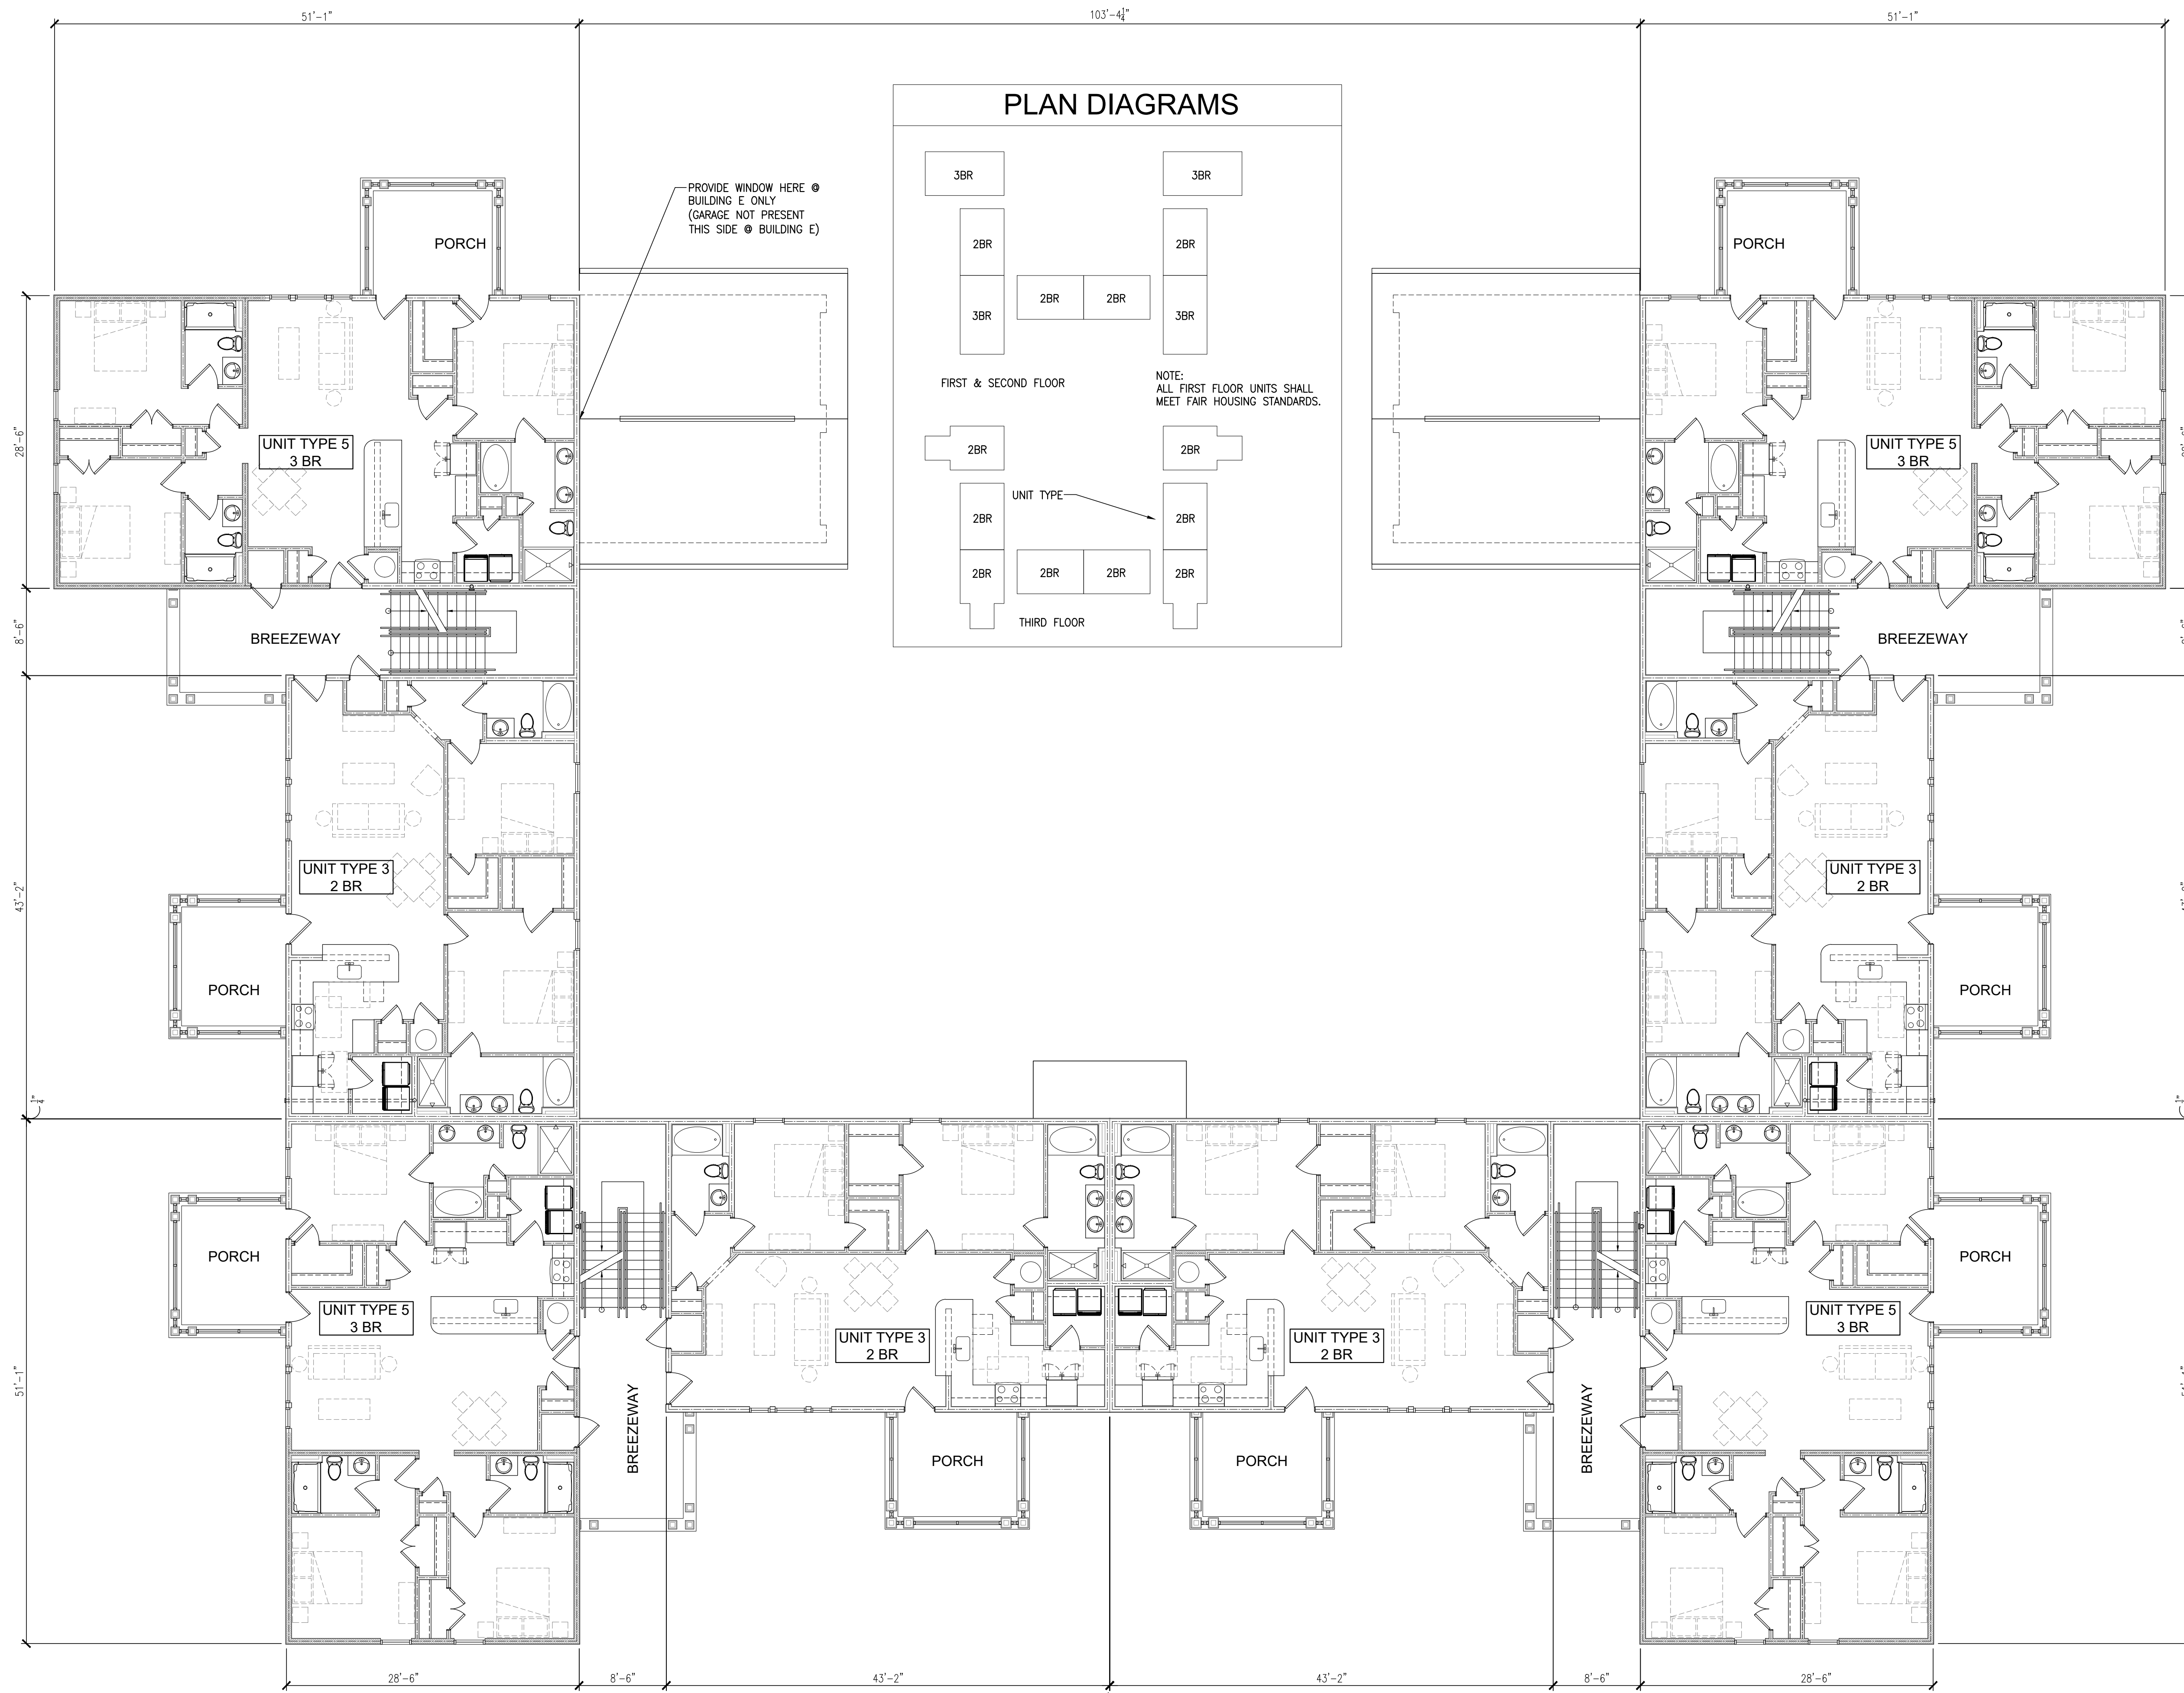 51'-1"
103'-4¼"
51'-1"
PLAN DIAGRAMS
3BR
3BR
2BR
2BR
2BR
2BR
3BR
3BR
FIRST & SECOND FLOOR
NOTE:
ALL FIRST FLOOR UNITS SHALL
MEET FAIR HOUSING STANDARDS.
2BR
2BR
UNIT TYPE
2BR
2BR
2BR
2BR
2BR
2BR
THIRD FLOOR
PROVIDE WINDOW HERE @
BUILDING E ONLY
(GARAGE NOT PRESENT
THIS SIDE @ BUILDING E)
PORCH
PORCH
28'-6"
UNIT TYPE 5
3 BR
UNIT TYPE 5
3 BR
8'-6"
BREEZEWAY
BREEZEWAY
43'-2"
UNIT TYPE 3
2 BR
UNIT TYPE 3
2 BR
PORCH
PORCH
¼"
PORCH
PORCH
UNIT TYPE 5
3 BR
UNIT TYPE 3
2 BR
UNIT TYPE 3
2 BR
UNIT TYPE 5
3 BR
51'-1"
BREEZEWAY
BREEZEWAY
PORCH
PORCH
28'-6"
8'-6"
43'-2"
43'-2"
8'-6"
28'-6"